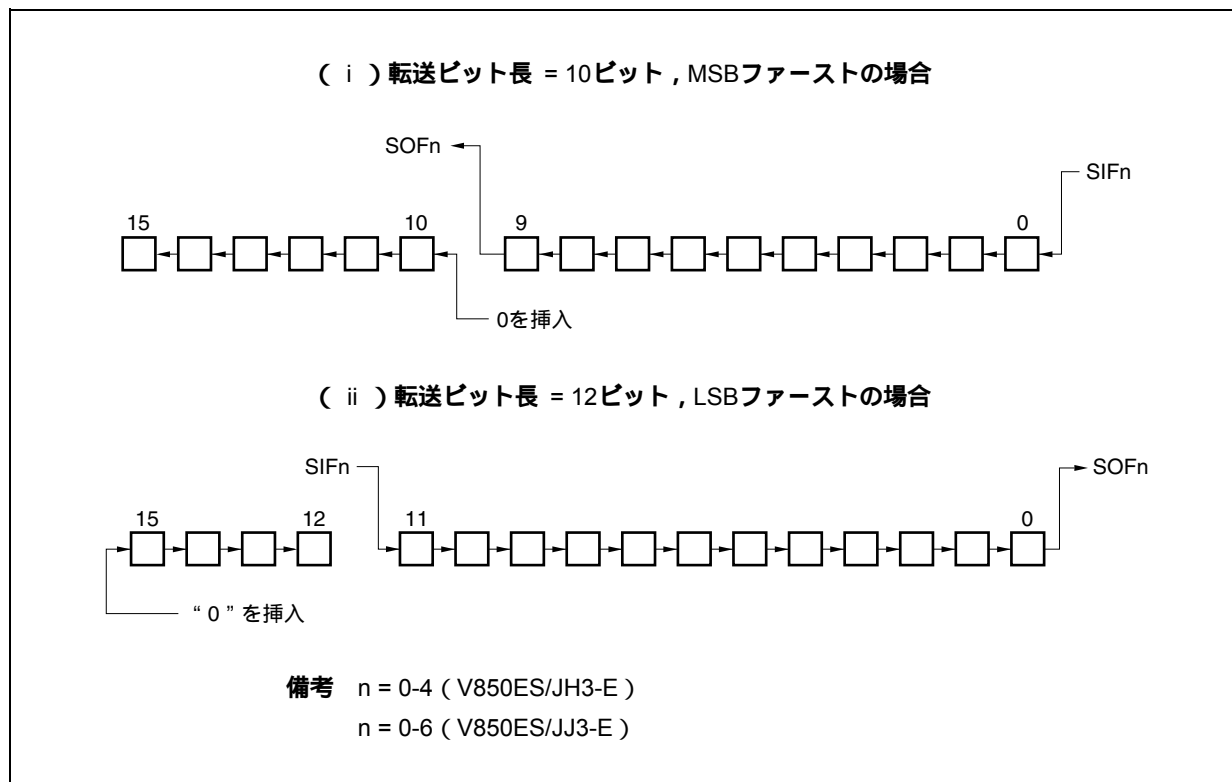 ( i ) 転送ビット長 = 10ビット , MSBファーストの場合
SOFn
SIFn
15 10 9 0
0を挿入
( ii ) 転送ビット長 = 12ビット , LSBファーストの場合
SIFn
SOFn
15 12 11 0
“ 0 ” を挿入
備考 n = 0-4 ( V850ES/JH3-E )
n = 0-6 ( V850ES/JJ3-E )